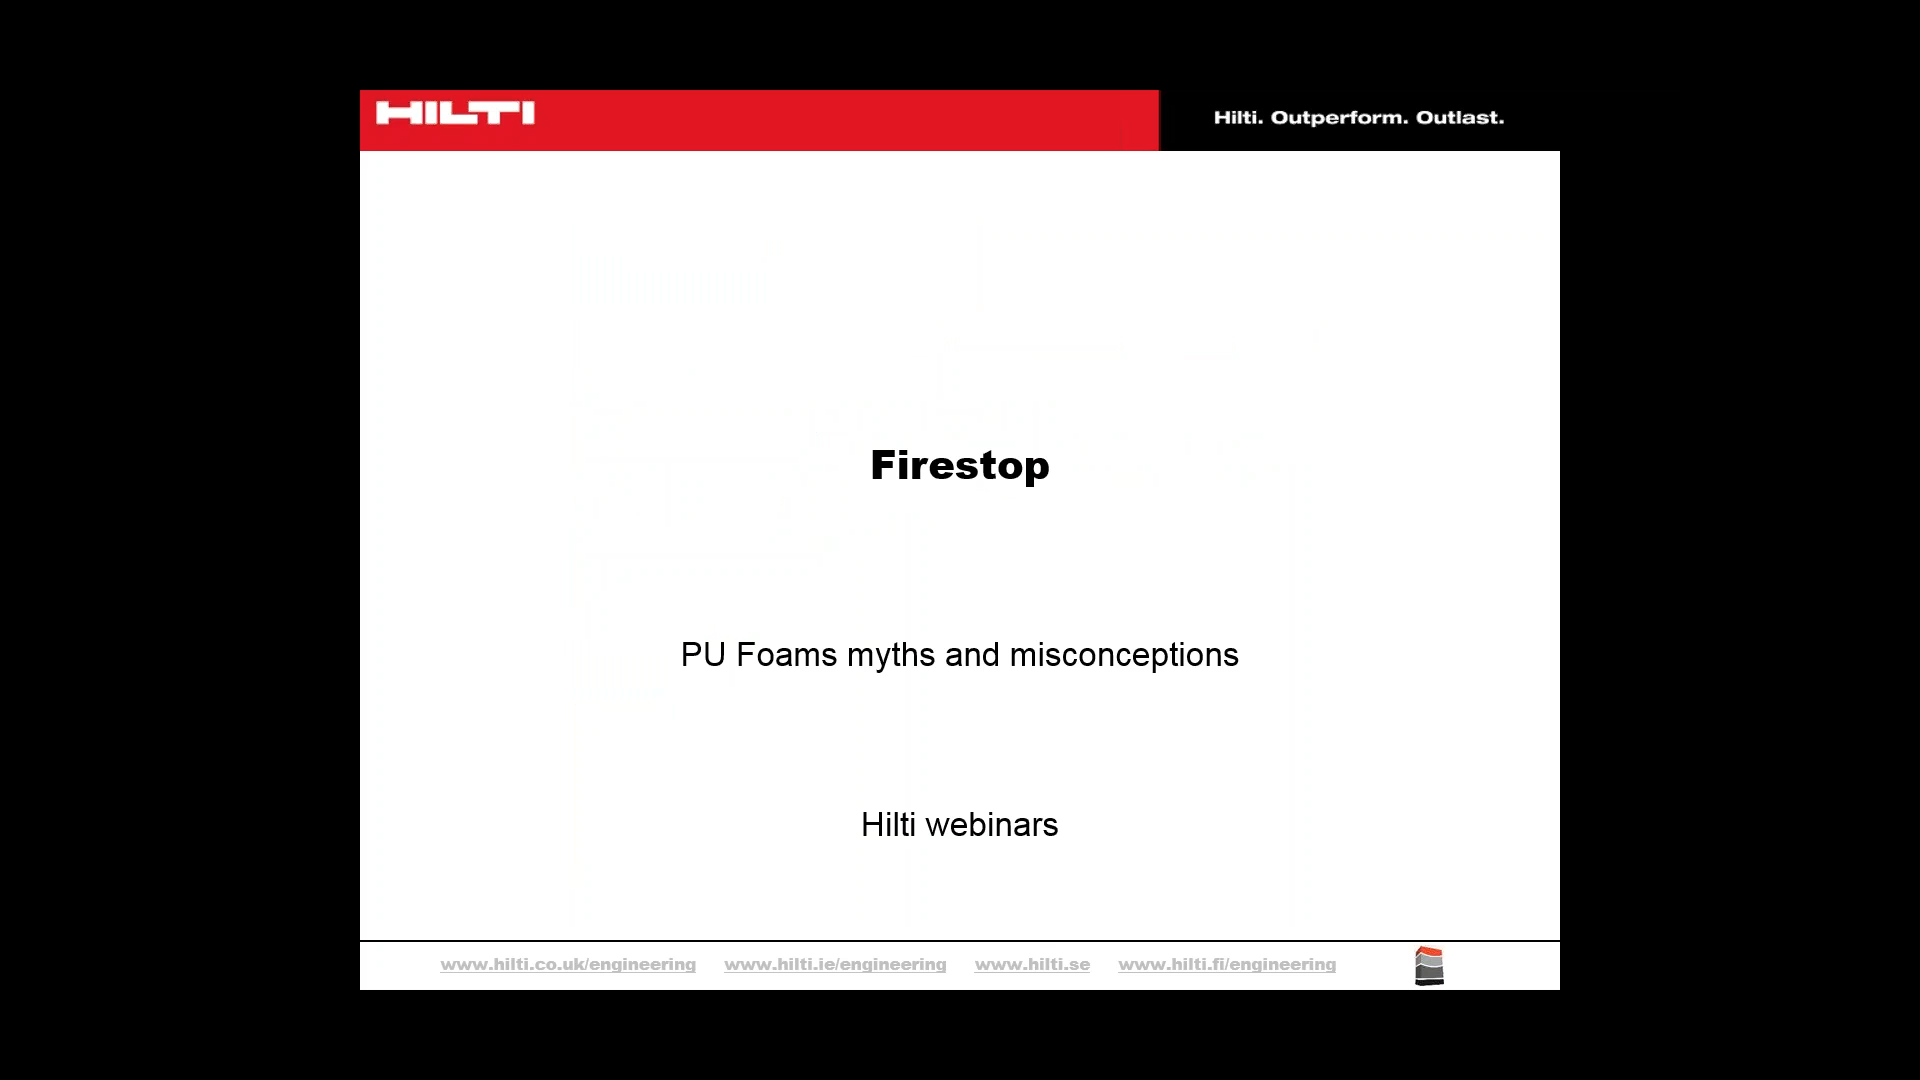 HILTI
Hilti. Outperform. Outlast.
Firestop
PU Foams myths and misconceptions
Hilti webinars
www.hilti.co.uk/engineering www.hilti.ie/engineering www.hilti.se www.hilti.fi/engineering